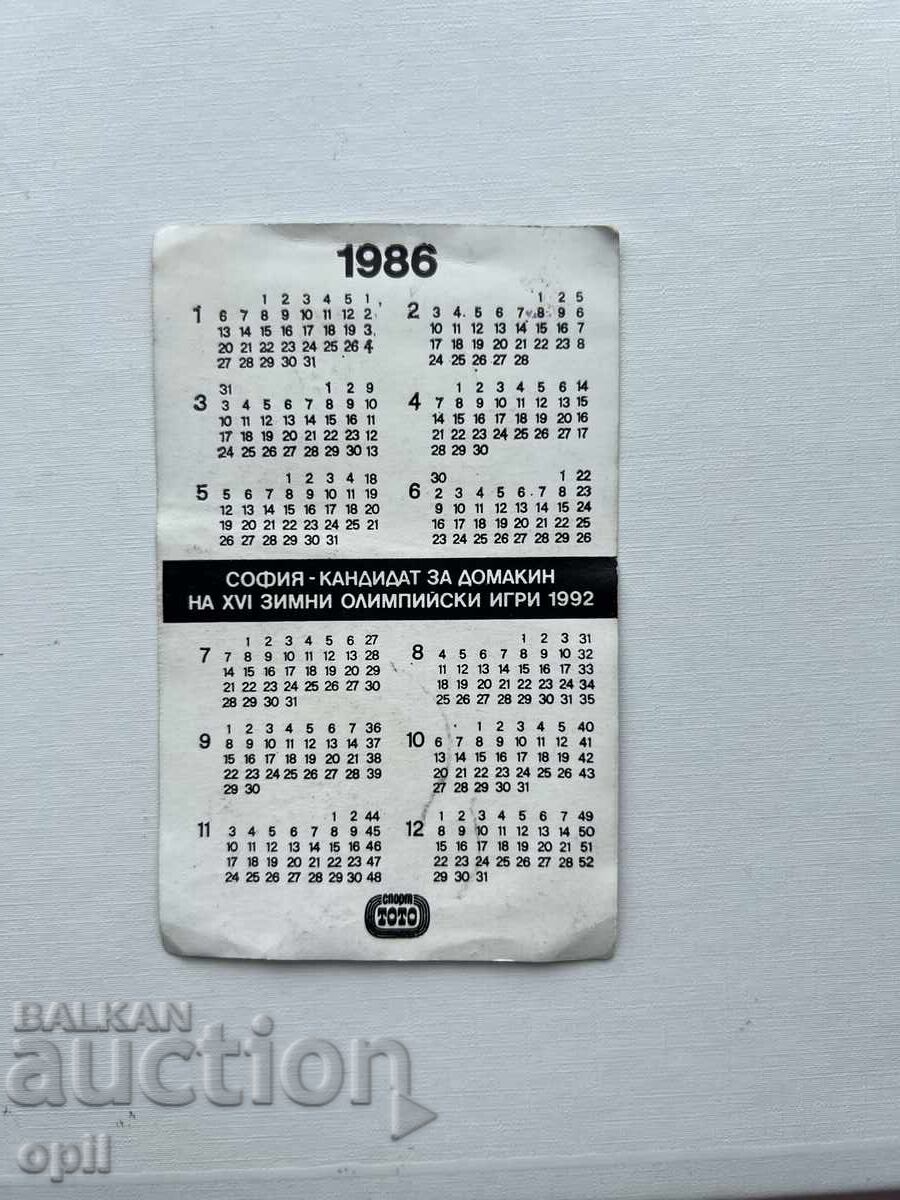 1986
1
1 2 3 4 5 1
6 7 8 9 10 11 12 2
13 14 15 16 17 18 19 3
20 21 22 23 24 25 26 4
27 28 29 30 31
2
1 2 5
3 4 5 6 7 8 9 6
10 11 12 13 14 15 16 7
17 18 19 20 21 22 23 8
24 25 26 27 28
3
31 1 2 9
3 4 5 6 7 8 9 10
10 11 12 13 14 15 16 11
17 18 19 20 21 22 23 12
24 25 26 27 28 29 30 13
4
1 2 3 4 5 6 14
7 8 9 10 11 12 13 15
14 15 16 17 18 19 20 16
21 22 23 24 25 26 27 17
28 29 30
5
1 2 3 4 18
5 6 7 8 9 10 11 19
12 13 14 15 16 17 18 20
19 20 21 22 23 24 25 21
26 27 28 29 30 31
6
30 1 22
2 3 4 5 6 7 8 23
9 10 11 12 13 14 15 24
16 17 18 19 20 21 22 25
23 24 25 26 27 28 29 26
СОФИЯ - КАНДИДАТ ЗА ДОМАКИН
НА XVI ЗИМНИ ОЛИМПИЙСКИ ИГРИ 1992
7
1 2 3 4 5 6 27
7 8 9 10 11 12 13 28
14 15 16 17 18 19 20 29
21 22 23 24 25 26 27 30
28 29 30 31
8
1 2 3 31
4 5 6 7 8 9 10 32
11 12 13 14 15 16 17 33
18 19 20 21 22 23 24 34
25 26 27 28 29 30 31 35
9
1 2 3 4 5 6 7 36
8 9 10 11 12 13 14 37
15 16 17 18 19 20 21 38
22 23 24 25 26 27 28 39
29 30
10
1 2 3 4 5 40
6 7 8 9 10 11 12 41
13 14 15 16 17 18 19 42
20 21 22 23 24 25 26 43
27 28 29 30 31
11
1 2 44
3 4 5 6 7 8 9 45
10 11 12 13 14 15 16 46
17 18 19 20 21 22 23 47
24 25 26 27 28 29 30 48
12
1 2 3 4 5 6 7 49
8 9 10 11 12 13 14 50
15 16 17 18 19 20 21 51
22 23 24 25 26 27 28 52
29 30 31
спорт
ТОТО
BALKAN
auction
opil